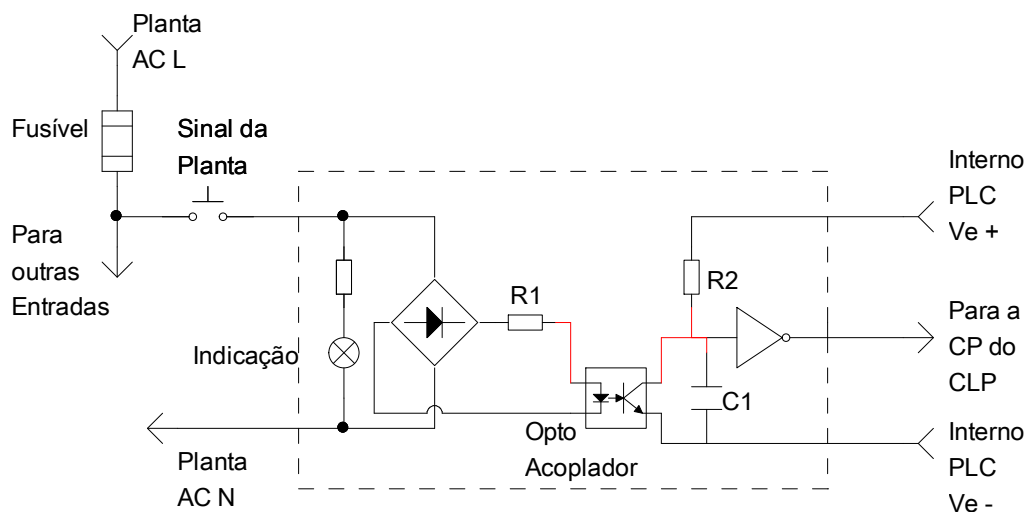 Planta
AC L
Fusível
Sinal da
Planta
Para
outras
Entradas
Indicação
R1
R2
C1
Opto
Acoplador
Planta
AC N
Interno
PLC
Ve +
Para a
CP do
CLP
Interno
PLC
Ve -